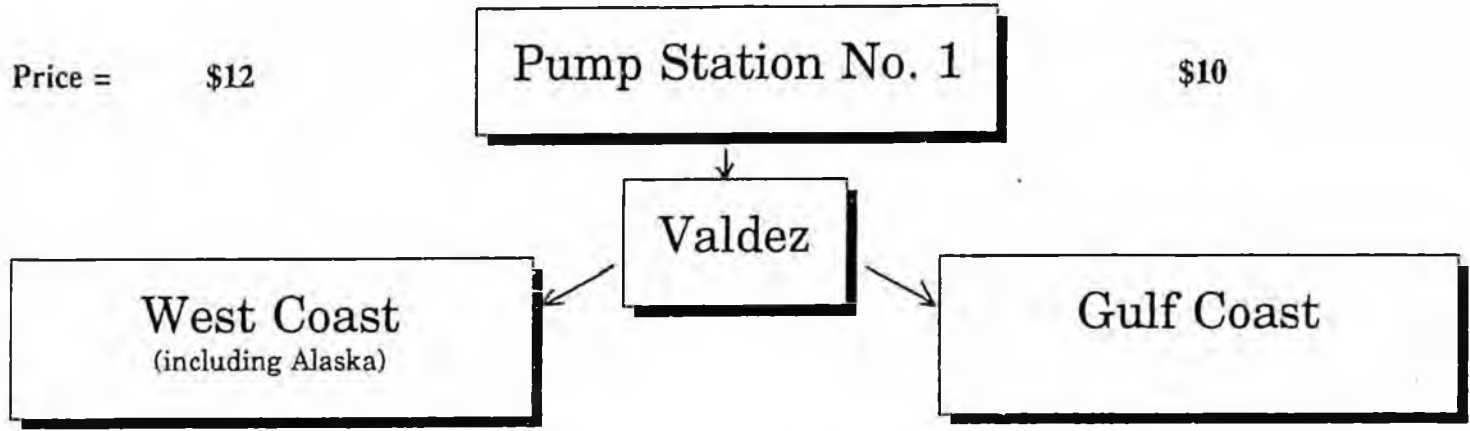 Pump Station No. 1
Price = $12 $10
Valdez
West Coast
(including Alaska)
Gulf Coast